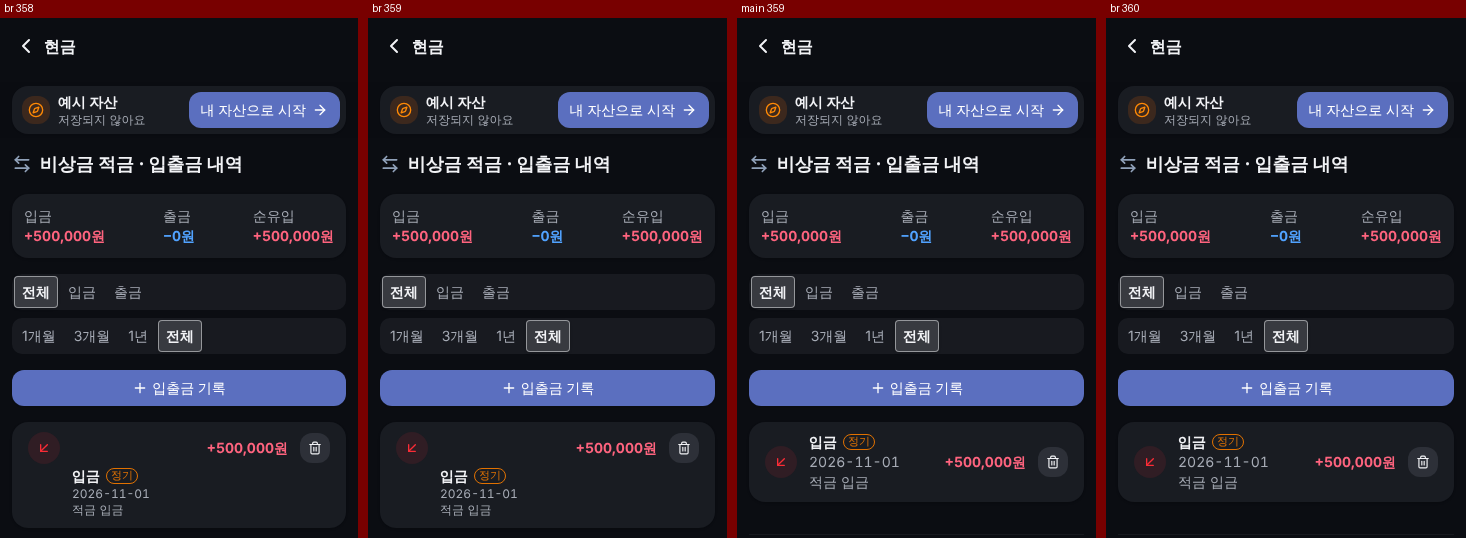 br 358
현금
예시 자산
저장되지 않아요
내 자산으로 시작 →
비상금 적금 · 입출금 내역
입금 출금 순유입
+500,000원 −0원 +500,000원
전체 입금 출금
1개월 3개월 1년 전체
+ 입출금 기록
+500,000원
입금 정기
2026-11-01
적금 입금
br 359
현금
예시 자산
저장되지 않아요
내 자산으로 시작 →
비상금 적금 · 입출금 내역
입금 출금 순유입
+500,000원 −0원 +500,000원
전체 입금 출금
1개월 3개월 1년 전체
+ 입출금 기록
+500,000원
입금 정기
2026-11-01
적금 입금
main 359
현금
예시 자산
저장되지 않아요
내 자산으로 시작 →
비상금 적금 · 입출금 내역
입금 출금 순유입
+500,000원 −0원 +500,000원
전체 입금 출금
1개월 3개월 1년 전체
+ 입출금 기록
입금 정기
2026-11-01
적금 입금
+500,000원
br 360
현금
예시 자산
저장되지 않아요
내 자산으로 시작 →
비상금 적금 · 입출금 내역
입금 출금 순유입
+500,000원 −0원 +500,000원
전체 입금 출금
1개월 3개월 1년 전체
+ 입출금 기록
입금 정기
2026-11-01
적금 입금
+500,000원